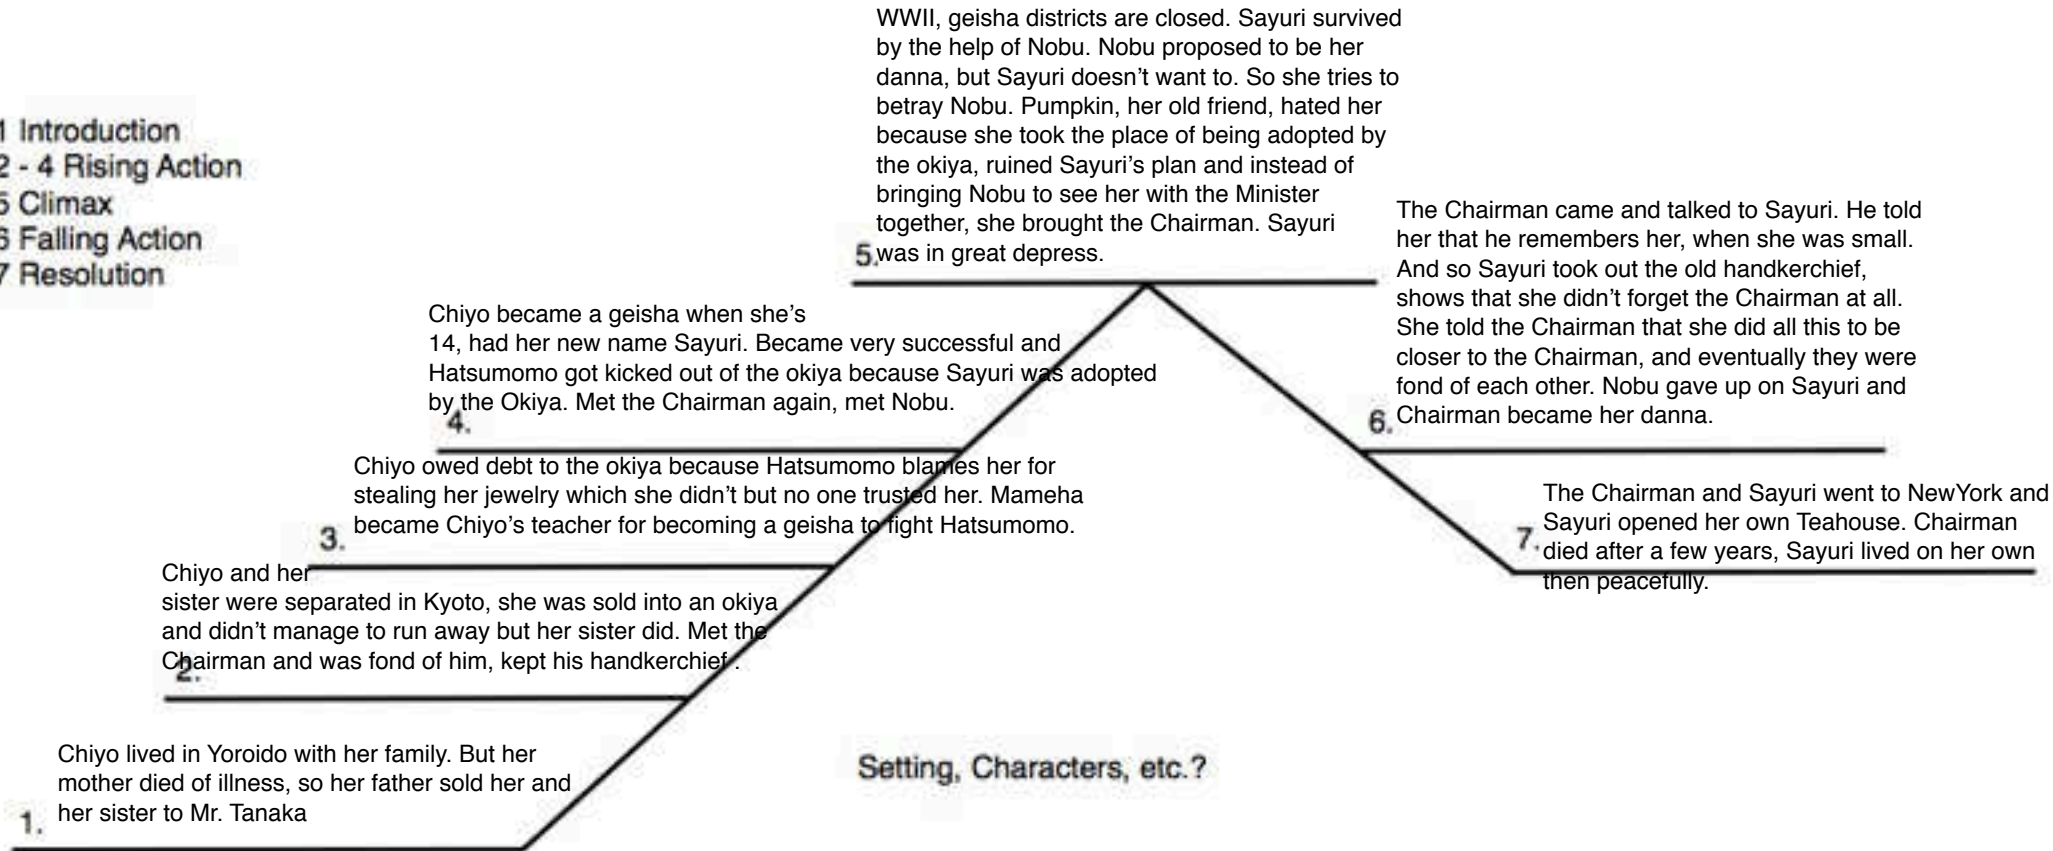 1 Introduction
2 - 4 Rising Action
5 Climax
6 Falling Action
7 Resolution
WWII, geisha districts are closed. Sayuri survived
by the help of Nobu. Nobu proposed to be her
danna, but Sayuri doesn't want to. So she tries to
betray Nobu. Pumpkin, her old friend, hated her
because she took the place of being adopted by
the okiya, ruined Sayuri's plan and instead of
bringing Nobu to see her with the Minister
together, she brought the Chairman. Sayuri
5. was in great depress.
The Chairman came and talked to Sayuri. He told
her that he remembers her, when she was small.
And so Sayuri took out the old handkerchief,
shows that she didn't forget the Chairman at all.
She told the Chairman that she did all this to be
closer to the Chairman, and eventually they were
fond of each other. Nobu gave up on Sayuri and
6. Chairman became her danna.
Chiyo became a geisha when she's
14, had her new name Sayuri. Became very successful and
Hatsumomo got kicked out of the okiya because Sayuri was adopted
by the Okiya. Met the Chairman again, met Nobu.
4.
Chiyo owed debt to the okiya because Hatsumomo blames her for
stealing her jewelry which she didn't but no one trusted her. Mameha
became Chiyo's teacher for becoming a geisha to fight Hatsumomo.
3.
The Chairman and Sayuri went to NewYork and
Sayuri opened her own Teahouse. Chairman
7. died after a few years, Sayuri lived on her own
then peacefully.
Chiyo and her
sister were separated in Kyoto, she was sold into an okiya
and didn't manage to run away but her sister did. Met the
Chairman and was fond of him, kept his handkerchief .
2.
Chiyo lived in Yoroido with her family. But her
mother died of illness, so her father sold her and
her sister to Mr. Tanaka
1.
Setting, Characters, etc.?